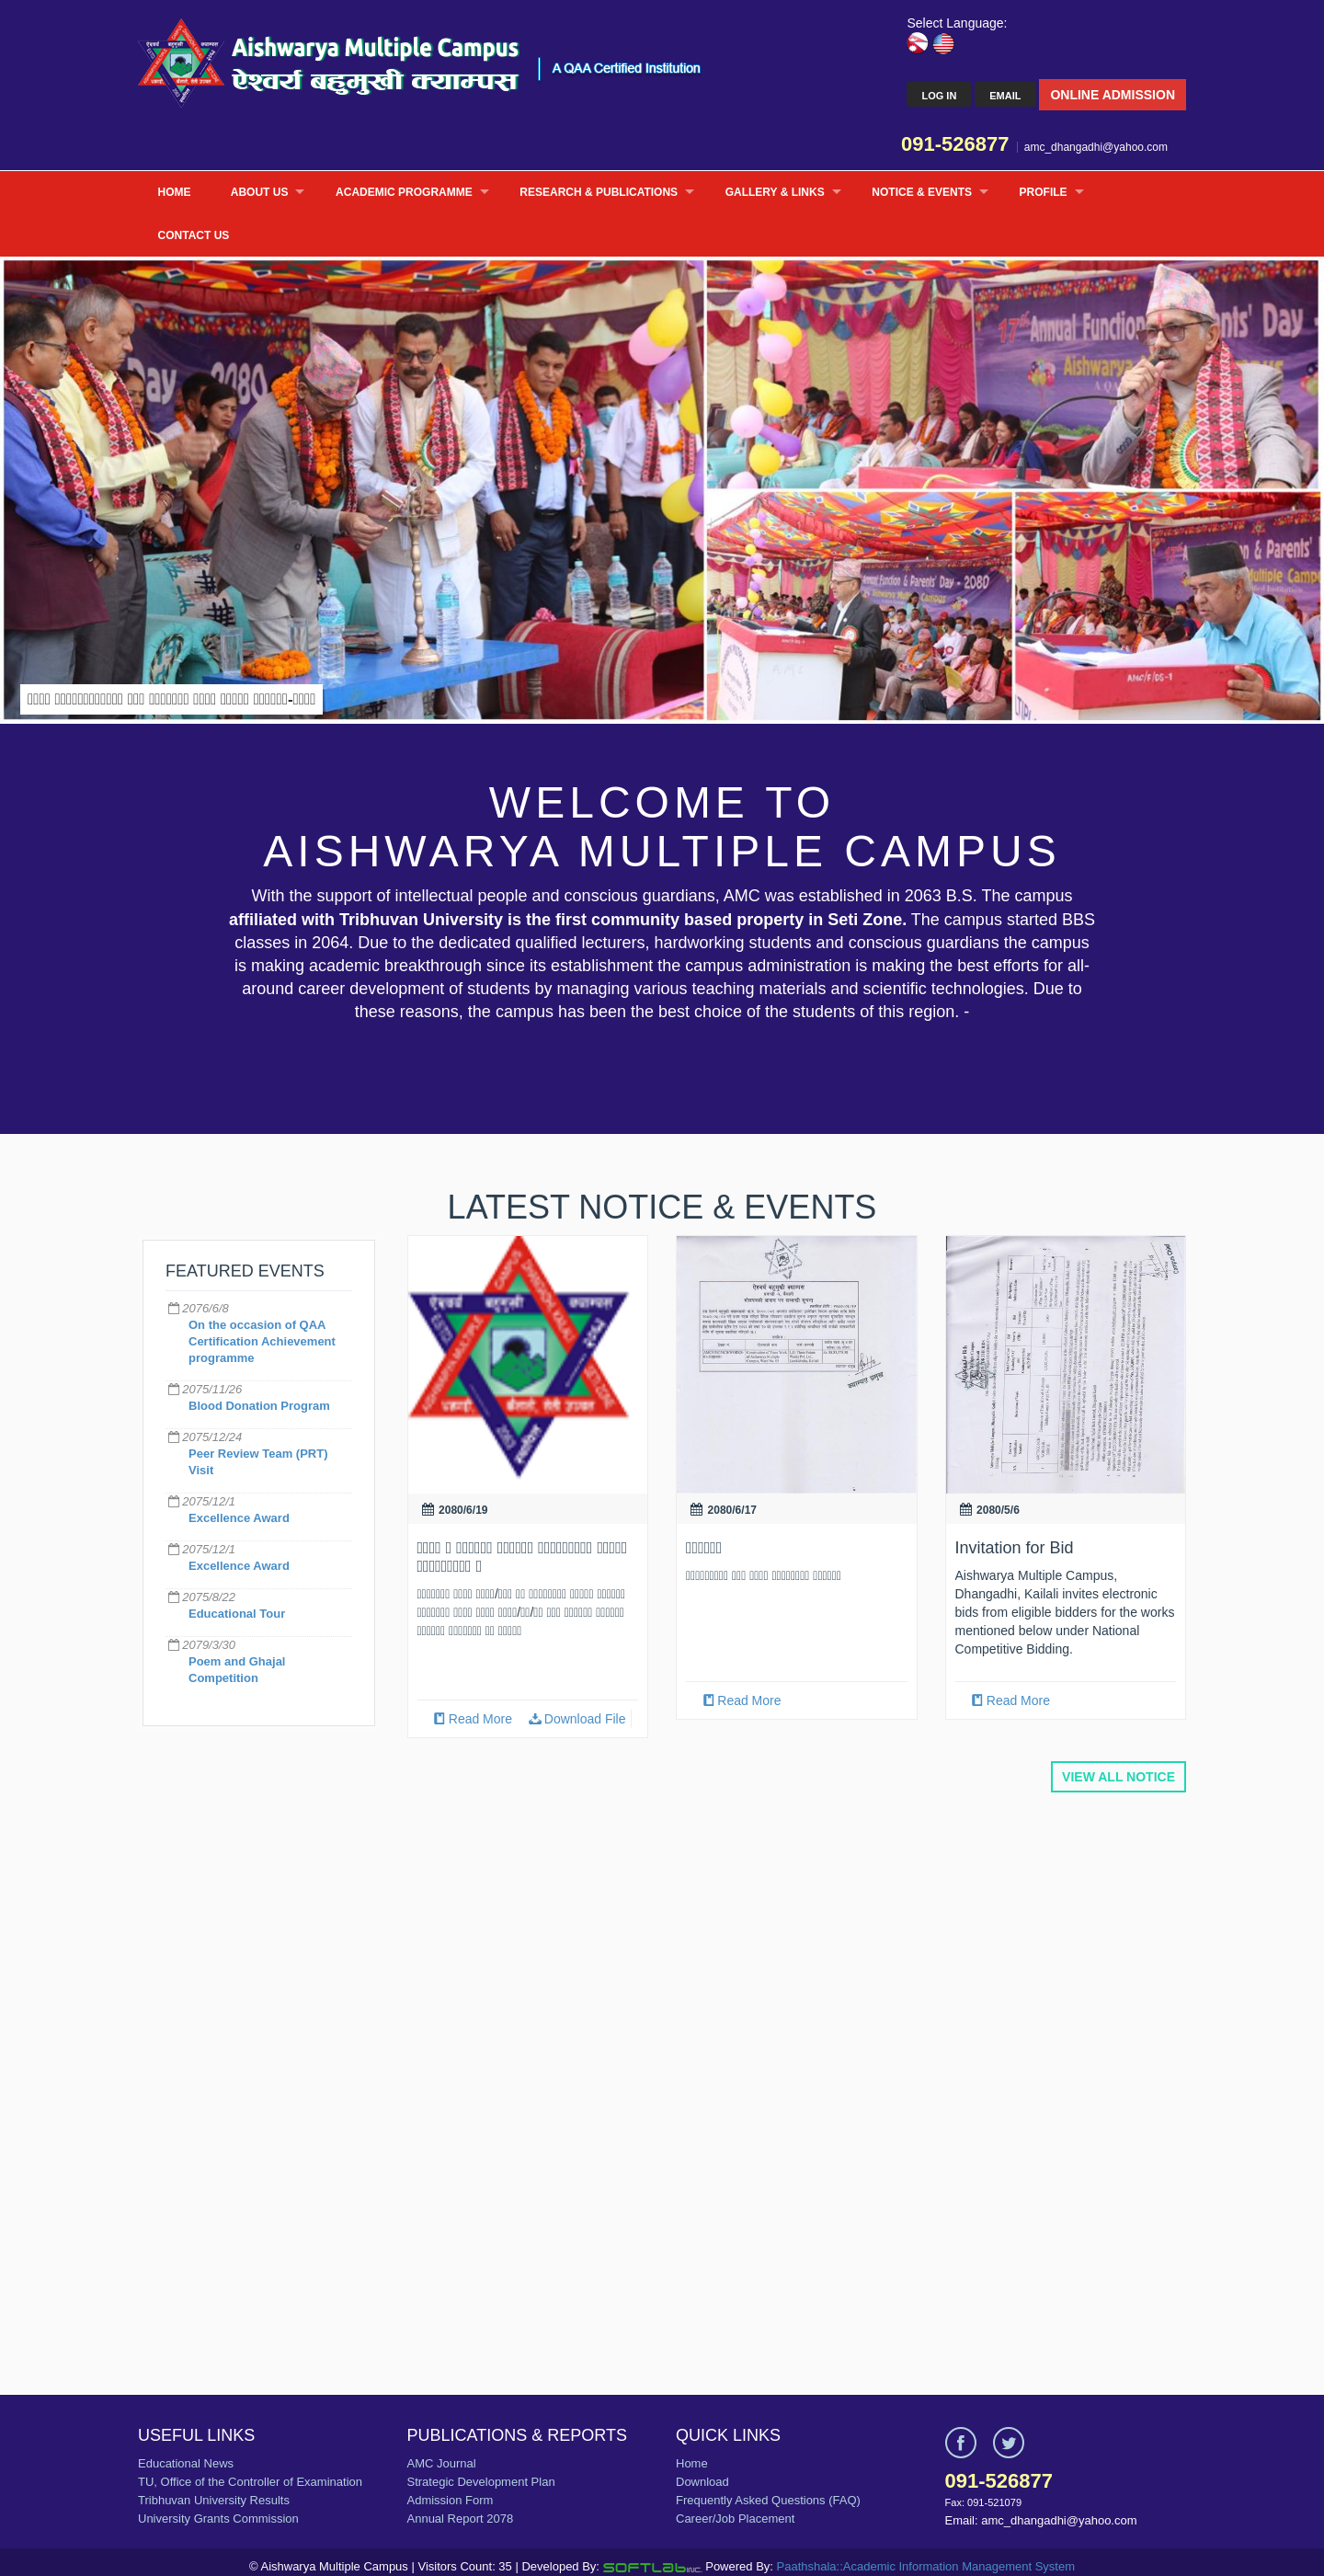 Select Language:
Aishwarya Multiple Campus
ऐश्वर्य बहुमुखी क्याम्पस
A QAA Certified Institution
LOG IN
EMAIL
ONLINE ADMISSION
091-526877
amc_dhangadhi@yahoo.com
HOME
ABOUT US
ACADEMIC PROGRAMME
RESEARCH & PUBLICATIONS
GALLERY & LINKS
NOTICE & EVENTS
PROFILE
CONTACT US
WELCOME TO
AISHWARYA MULTIPLE CAMPUS
With the support of intellectual people and conscious guardians, AMC was established in 2063 B.S. The campus
affiliated with Tribhuvan University is the first community based property in Seti Zone. The campus started BBS
classes in 2064. Due to the dedicated qualified lecturers, hardworking students and conscious guardians the campus
is making academic breakthrough since its establishment the campus administration is making the best efforts for all-
around career development of students by managing various teaching materials and scientific technologies. Due to
these reasons, the campus has been the best choice of the students of this region. -
LATEST NOTICE & EVENTS
FEATURED EVENTS
2076/6/8
On the occasion of QAA
Certification Achievement
programme
2075/11/26
Blood Donation Program
2075/12/24
Peer Review Team (PRT)
Visit
2075/12/1
Excellence Award
2075/12/1
Excellence Award
2075/8/22
Educational Tour
2079/3/30
Poem and Ghajal
Competition
2080/6/19
Read More
Download File
2080/6/17
Read More
2080/5/6
Invitation for Bid
Aishwarya Multiple Campus,
Dhangadhi, Kailali invites electronic
bids from eligible bidders for the works
mentioned below under National
Competitive Bidding.
Read More
VIEW ALL NOTICE
USEFUL LINKS
Educational News
TU, Office of the Controller of Examination
Tribhuvan University Results
University Grants Commission
PUBLICATIONS & REPORTS
AMC Journal
Strategic Development Plan
Admission Form
Annual Report 2078
QUICK LINKS
Home
Download
Frequently Asked Questions (FAQ)
Career/Job Placement
091-526877
Fax: 091-521079
Email: amc_dhangadhi@yahoo.com
© Aishwarya Multiple Campus | Visitors Count: 35 | Developed By: SOFTLab INC. Powered By: Paathshala::Academic Information Management System